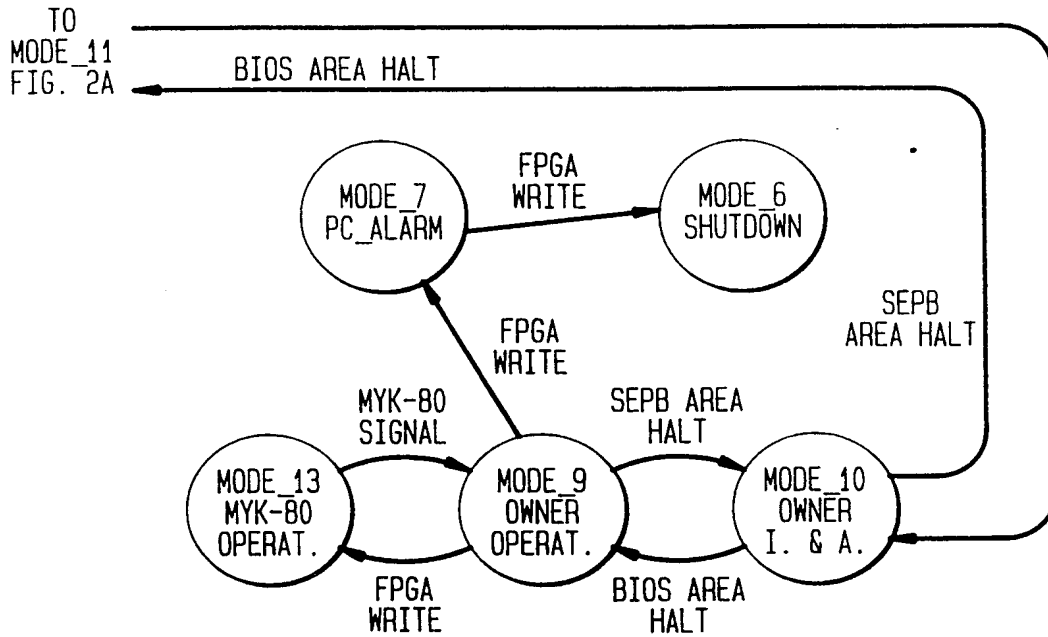 TO
MODE_11
FIG. 2A
BIOS AREA HALT
MODE_7
PC_ALARM
FPGA
WRITE
MODE_6
SHUTDOWN
SEPB
AREA HALT
FPGA
WRITE
MYK-80
SIGNAL
SEPB AREA
HALT
MODE_13
MYK-80
OPERAT.
MODE_9
OWNER
OPERAT.
MODE_10
OWNER
I. & A.
FPGA
WRITE
BIOS AREA
HALT